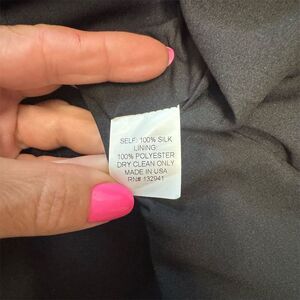 SELF: 100% SILK
LINING:
100% POLYESTER
DRY CLEAN ONLY
MADE IN USA
RN# 132941